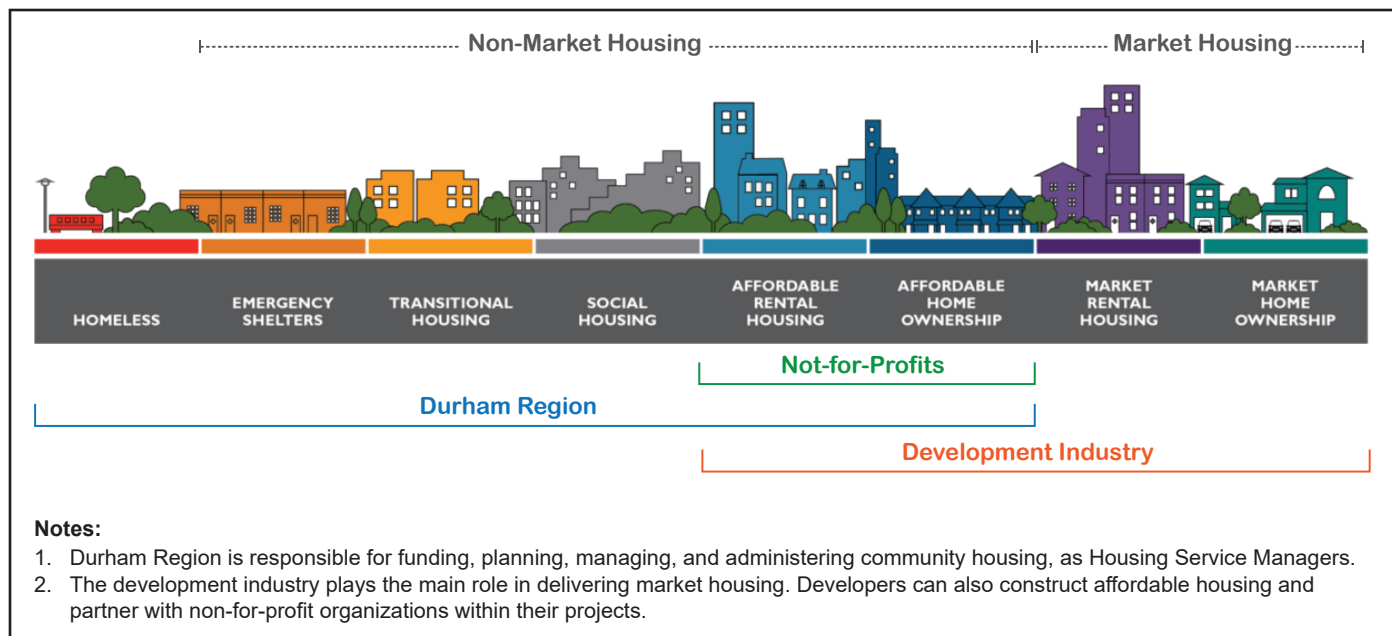 Non-Market Housing
Market Housing
HOMELESS
EMERGENCY
SHELTERS
TRANSITIONAL
HOUSING
SOCIAL
HOUSING
AFFORDABLE
RENTAL
HOUSING
AFFORDABLE
HOME
OWNERSHIP
MARKET
RENTAL
HOUSING
MARKET
HOME
OWNERSHIP
Not-for-Profits
Durham Region
Development Industry
Notes:
1. Durham Region is responsible for funding, planning, managing, and administering community housing, as Housing Service Managers.
2. The development industry plays the main role in delivering market housing. Developers can also construct affordable housing and
partner with non-for-profit organizations within their projects.